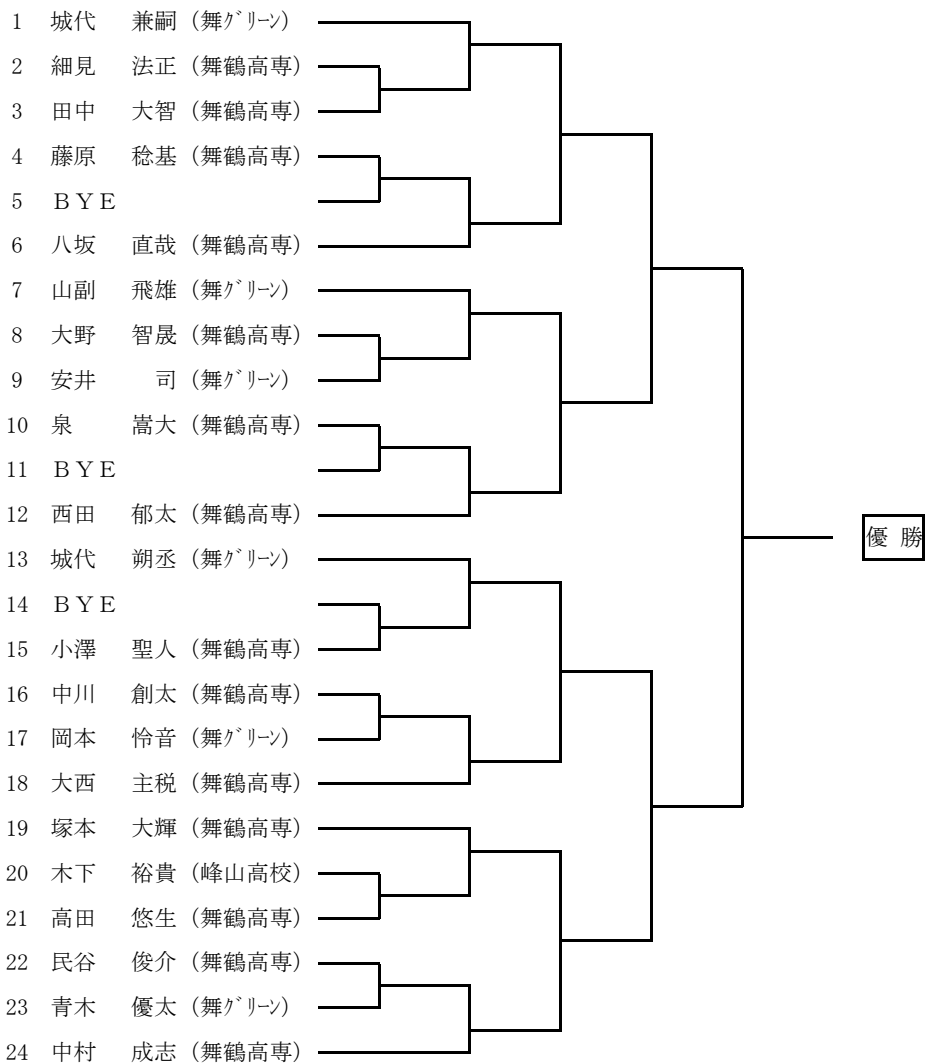 1 城代 兼嗣 (舞ｸﾞﾘｰﾝ)
2 細見 法正 (舞鶴高専)
3 田中 大智 (舞鶴高専)
4 藤原 稔基 (舞鶴高専)
5 ＢＹＥ
6 八坂 直哉 (舞鶴高専)
7 山副 飛雄 (舞ｸﾞﾘｰﾝ)
8 大野 智晟 (舞鶴高専)
9 安井 司 (舞ｸﾞﾘｰﾝ)
10 泉 嵩大 (舞鶴高専)
11 ＢＹＥ
12 西田 郁太 (舞鶴高専)
13 城代 朔丞 (舞ｸﾞﾘｰﾝ)
14 ＢＹＥ
15 小澤 聖人 (舞鶴高専)
16 中川 創太 (舞鶴高専)
17 岡本 怜音 (舞ｸﾞﾘｰﾝ)
18 大西 主税 (舞鶴高専)
19 塚本 大輝 (舞鶴高専)
20 木下 裕貴 (峰山高校)
21 高田 悠生 (舞鶴高専)
22 民谷 俊介 (舞鶴高専)
23 青木 優太 (舞ｸﾞﾘｰﾝ)
24 中村 成志 (舞鶴高専)
優 勝